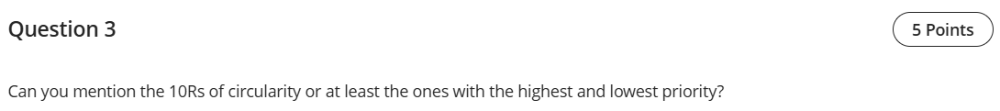 Question 3
5 Points
Can you mention the 10Rs of circularity or at least the ones with the highest and lowest priority?